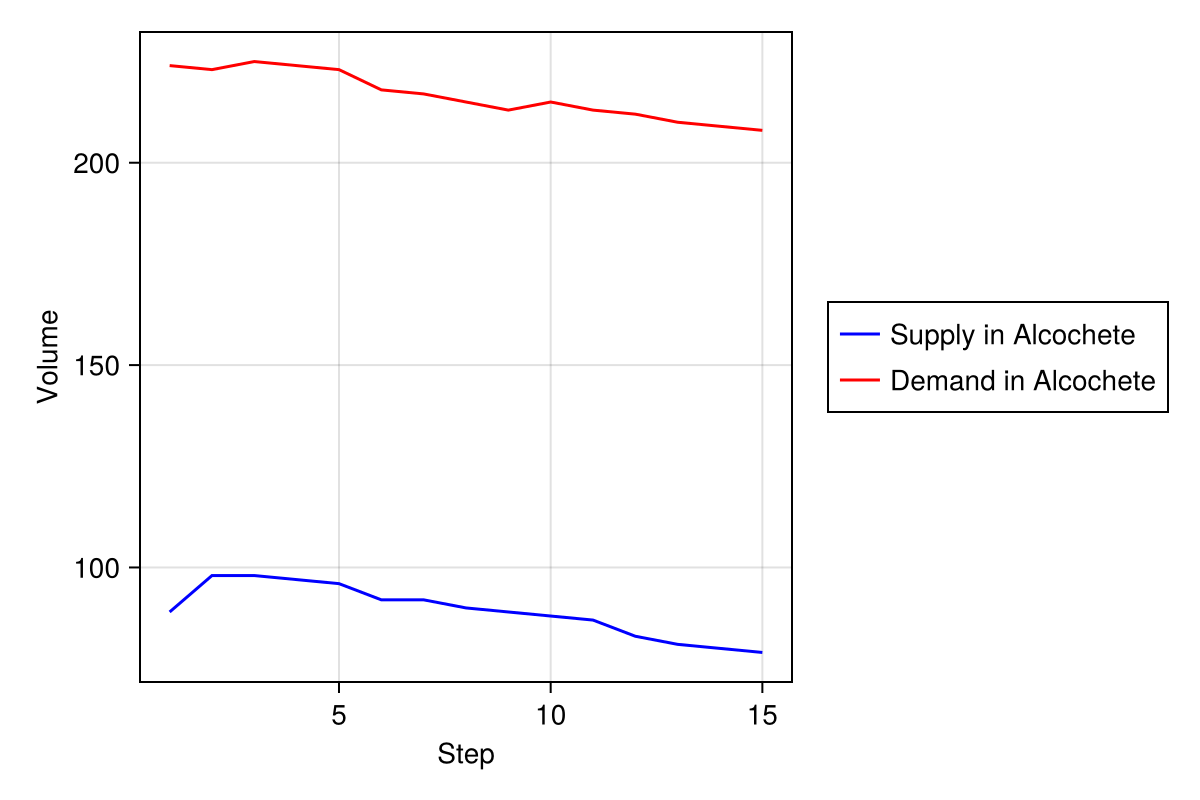 200
150
100
Volume
5 10 15
Step
Supply in Alcochete
Demand in Alcochete